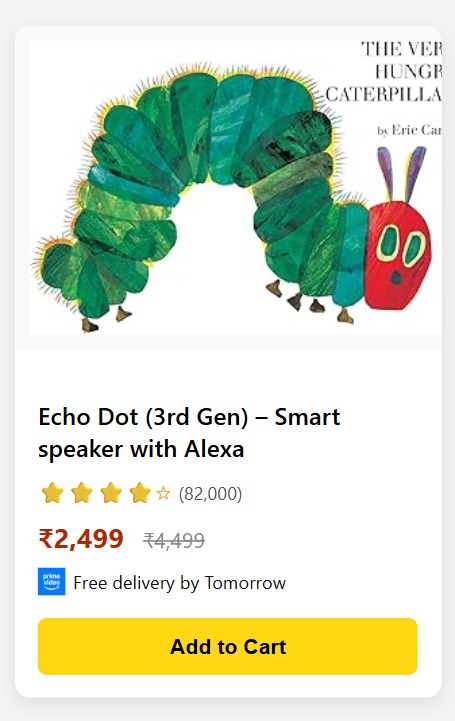 THE VER
HUNGR
CATERPILLA
by Eric Car
Echo Dot (3rd Gen) – Smart
speaker with Alexa
(82,000)
₹2,499 ₹4,499
prime
video
Free delivery by Tomorrow
Add to Cart